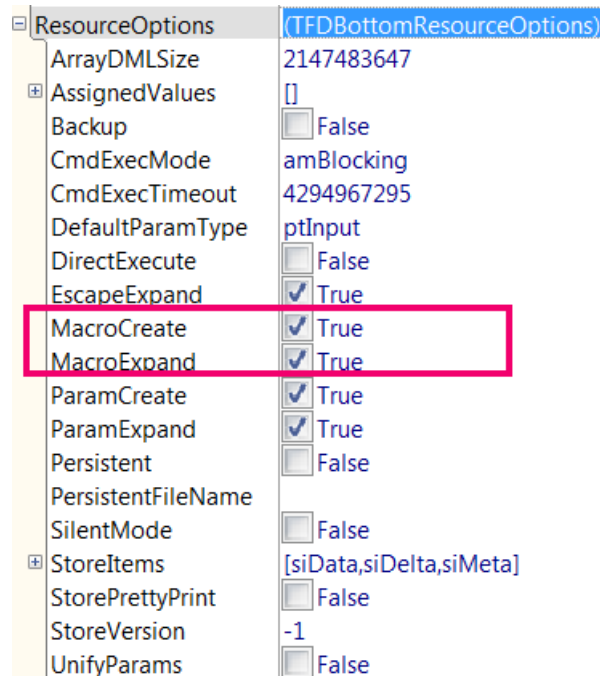 ResourceOptions (TFDBottomResourceOptions)
ArrayDMLSize 2147483647
AssignedValues []
Backup False
CmdExecMode amBlocking
CmdExecTimeout 4294967295
DefaultParamType ptInput
DirectExecute False
EscapeExpand True
MacroCreate True
MacroExpand True
ParamCreate True
ParamExpand True
Persistent False
PersistentFileName
SilentMode False
StoreItems [siData,siDelta,siMeta]
StorePrettyPrint False
StoreVersion -1
UnifyParams False